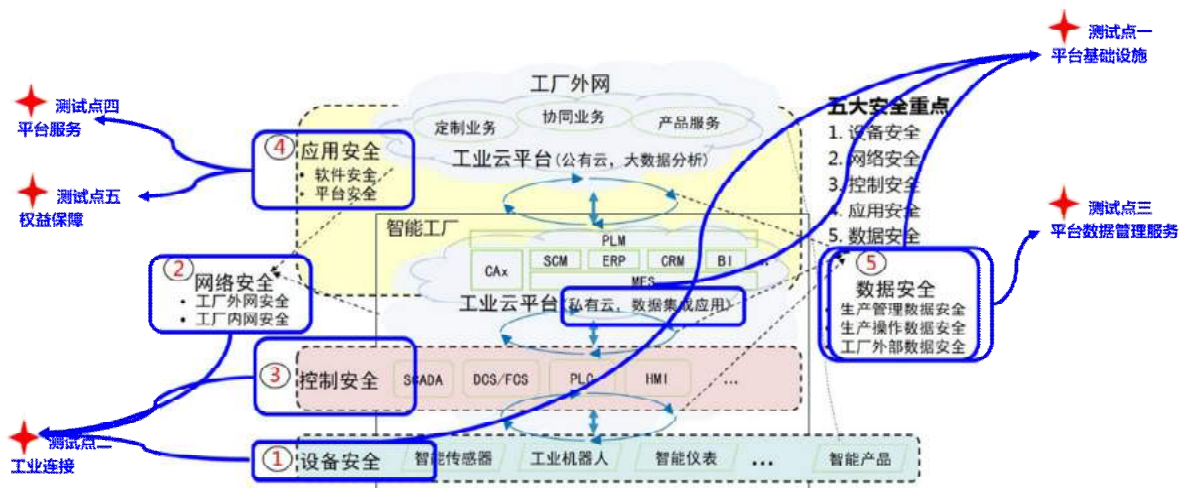 测试点一
平台基础设施
工厂外网
测试点四
平台服务
定制业务
协同业务
产品服务
五大安全重点
1. 设备安全
2. 网络安全
3. 控制安全
4. 应用安全
5. 数据安全
④
应用安全
• 软件安全
• 平台安全
工业云平台(公有云，大数据分析)
测试点五
权益保障
测试点三
平台数据管理服务
智能工厂
PLM
CAx
SCM
ERP
CRM
BI
..
MES
②
网络安全
• 工厂外网安全
• 工厂内网安全
工业云平台(私有云，数据集成应用)
⑤
数据安全
• 生产管理数据安全
• 生产操作数据安全
• 工厂外部数据安全
③
控制安全
SCADA
DCS/FCS
PLC
HMI
...
测试点二
工业连接
①
设备安全
智能传感器
工业机器人
智能仪表
...
智能产品